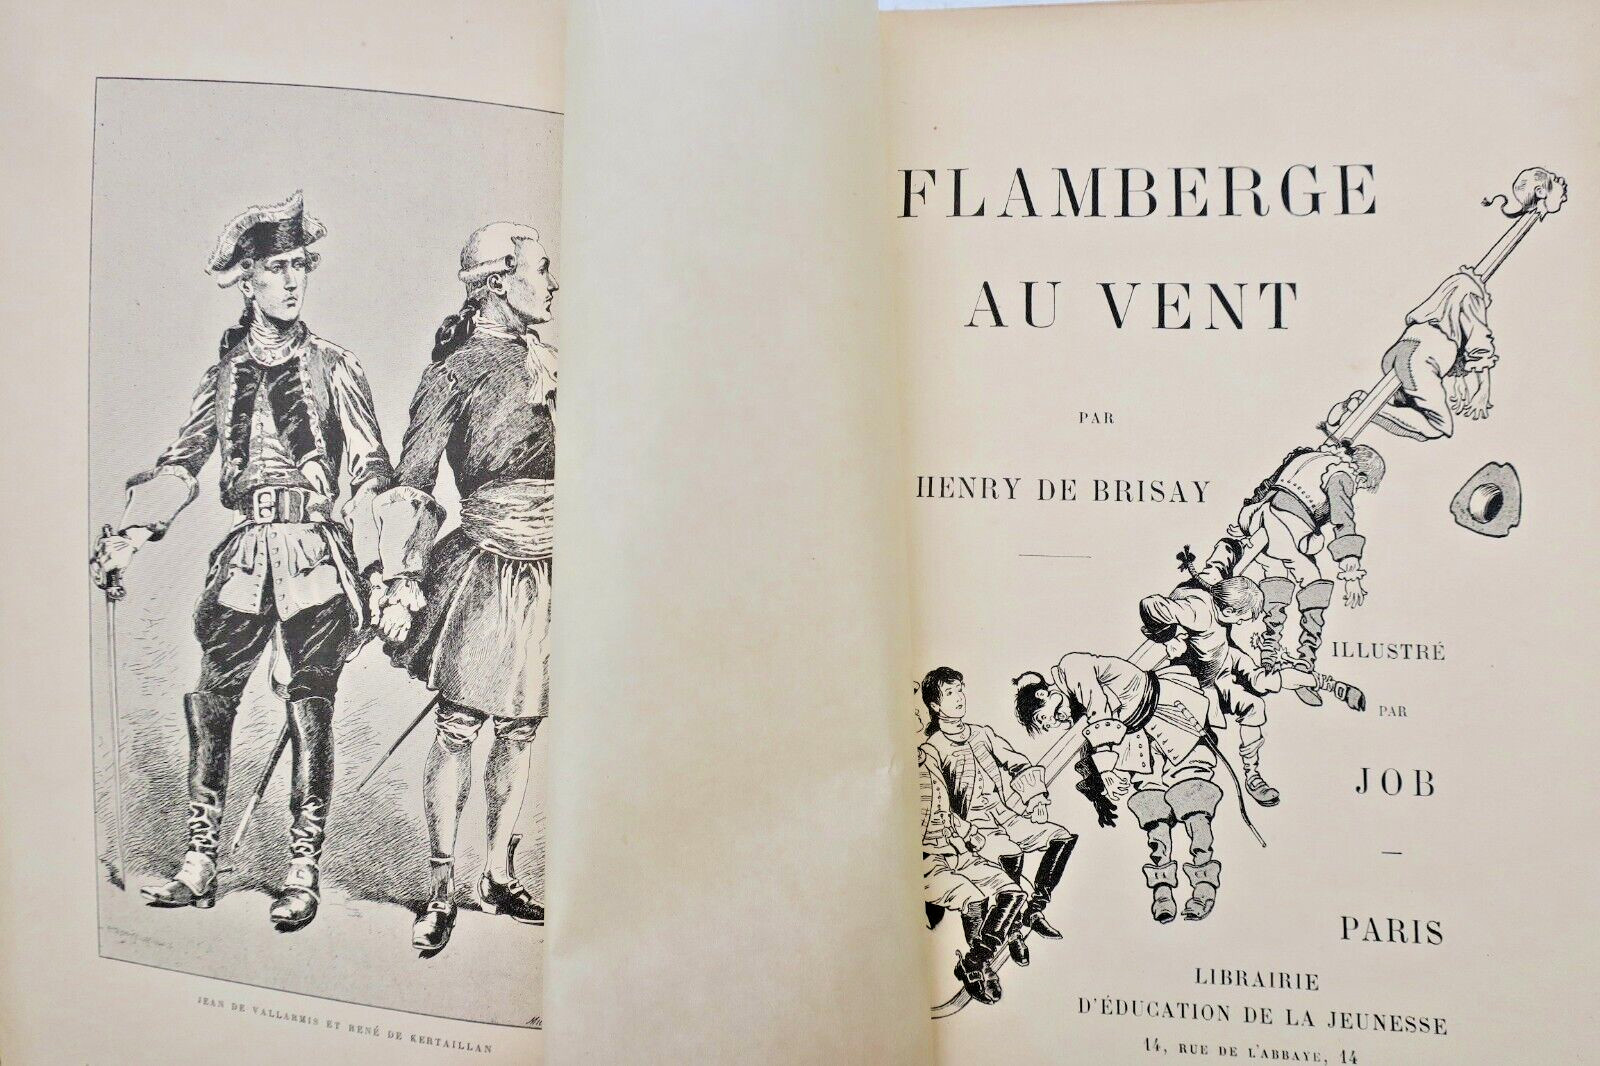 JEAN DE VALLARMIS ET RENÉ DE KERTAILLAN
FLAMBERGE
AU VENT
PAR
HENRY DE BRISAY
ILLUSTRÉ
PAR
JOB
PARIS
LIBRAIRIE
D'ÉDUCATION DE LA JEUNESSE
14, RUE DE L'ABBAYE, 14